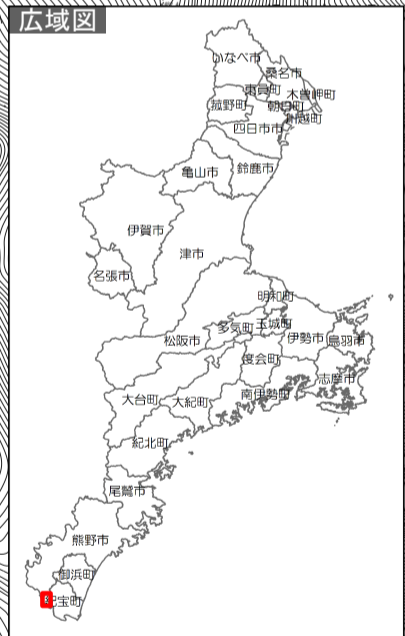 広域図
いなべ市
桑名市
東員町
木曽岬町
朝日町
川越町
菰野町
四日市市
亀山市
鈴鹿市
伊賀市
津市
名張市
明和町
多気町
玉城町
松阪市
伊勢市
鳥羽市
度会町
志摩市
大台町
大紀町
南伊勢町
紀北町
尾鷲市
熊野市
御浜町
紀宝町